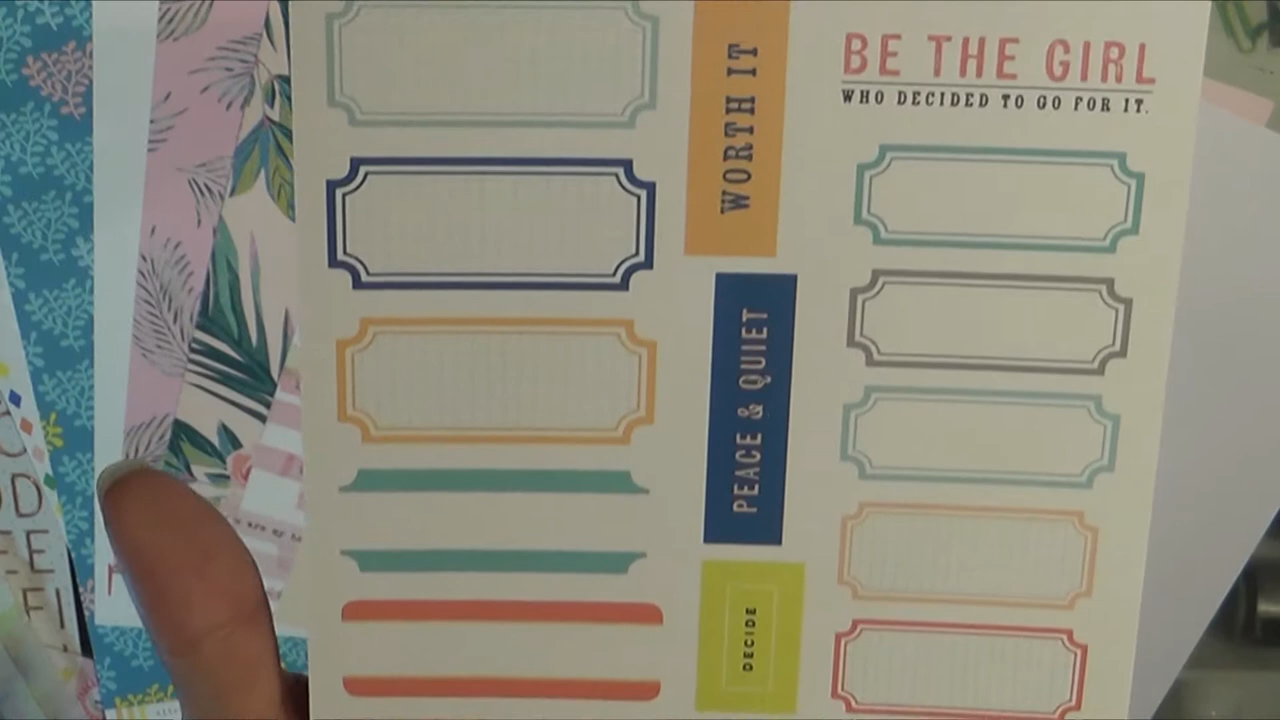 BE THE GIRL
WHO DECIDED TO GO FOR IT.
WORTH IT
PEACE & QUIET
DECIDE